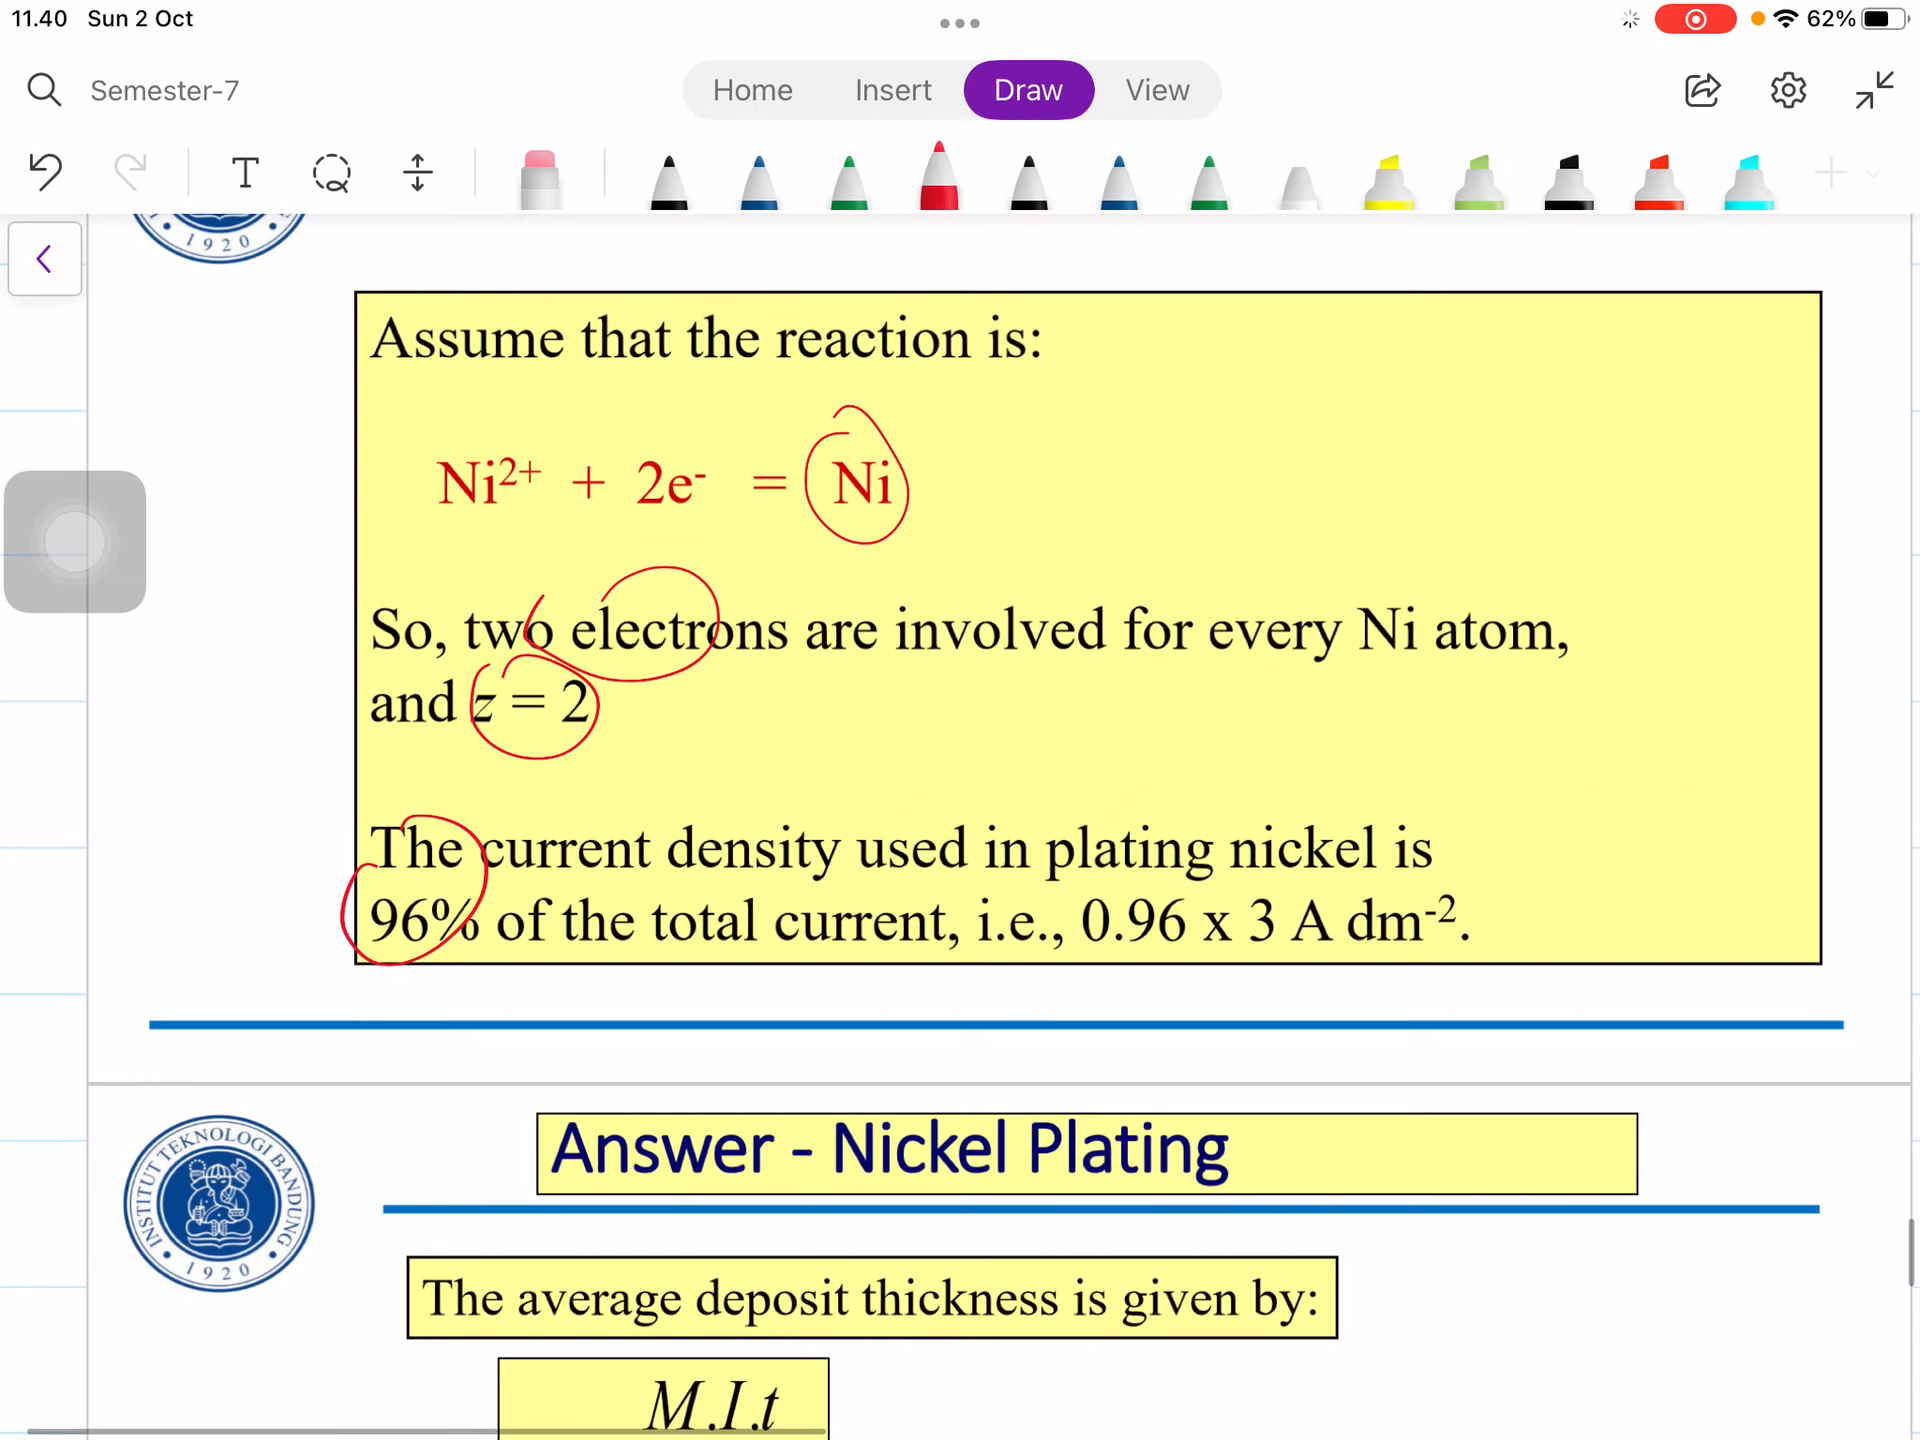 11.40 Sun 2 Oct
62%
Semester-7
Home Insert Draw View
T
1920
Assume that the reaction is:
Ni²⁺ + 2e⁻ = Ni
So, two electrons are involved for every Ni atom,
and z = 2
The current density used in plating nickel is
96% of the total current, i.e., 0.96 x 3 A dm⁻².
INSTITUT TEKNOLOGI BANDUNG
1920
Answer - Nickel Plating
The average deposit thickness is given by:
M.I.t